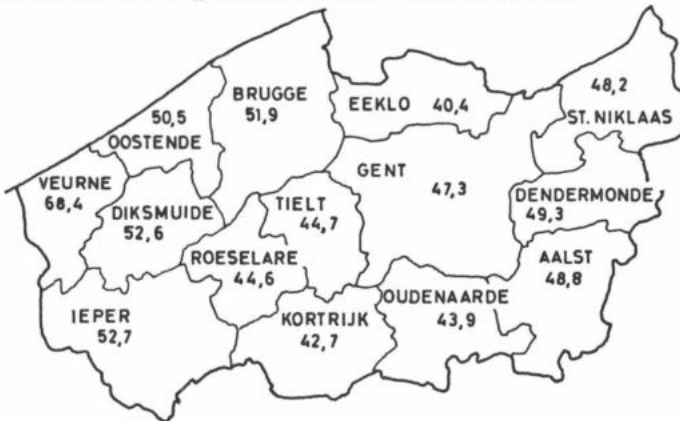 BRUGGE
51,9
EEKLO 40,4
48,2
ST. NIKLAAS
50,5
OOSTENDE
VEURNE
68,4
DIKSMUIDE
52,6
TIELT
44,7
GENT
47,3
DENDERMONDE
49,3
ROESELARE
44,6
AALST
48,8
IEPER
52,7
KORTRIJK
42,7
OUDENAARDE
43,9